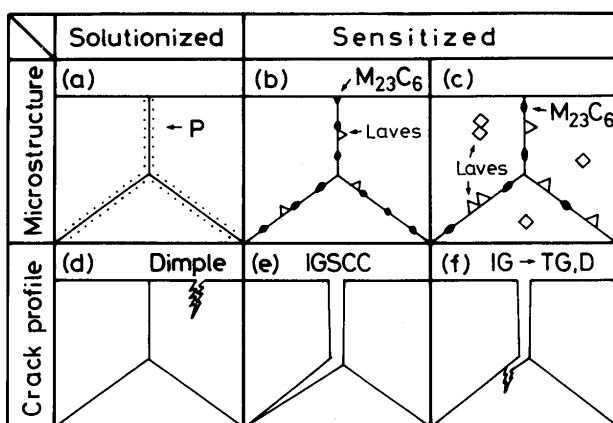 Solutionized
Sensitized
Microstructure
(a)
P
(b)
M23C6
Laves
(c)
M23C6
Laves
Crack profile
(d) Dimple
(e) IGSCC
(f) IG → TG,D